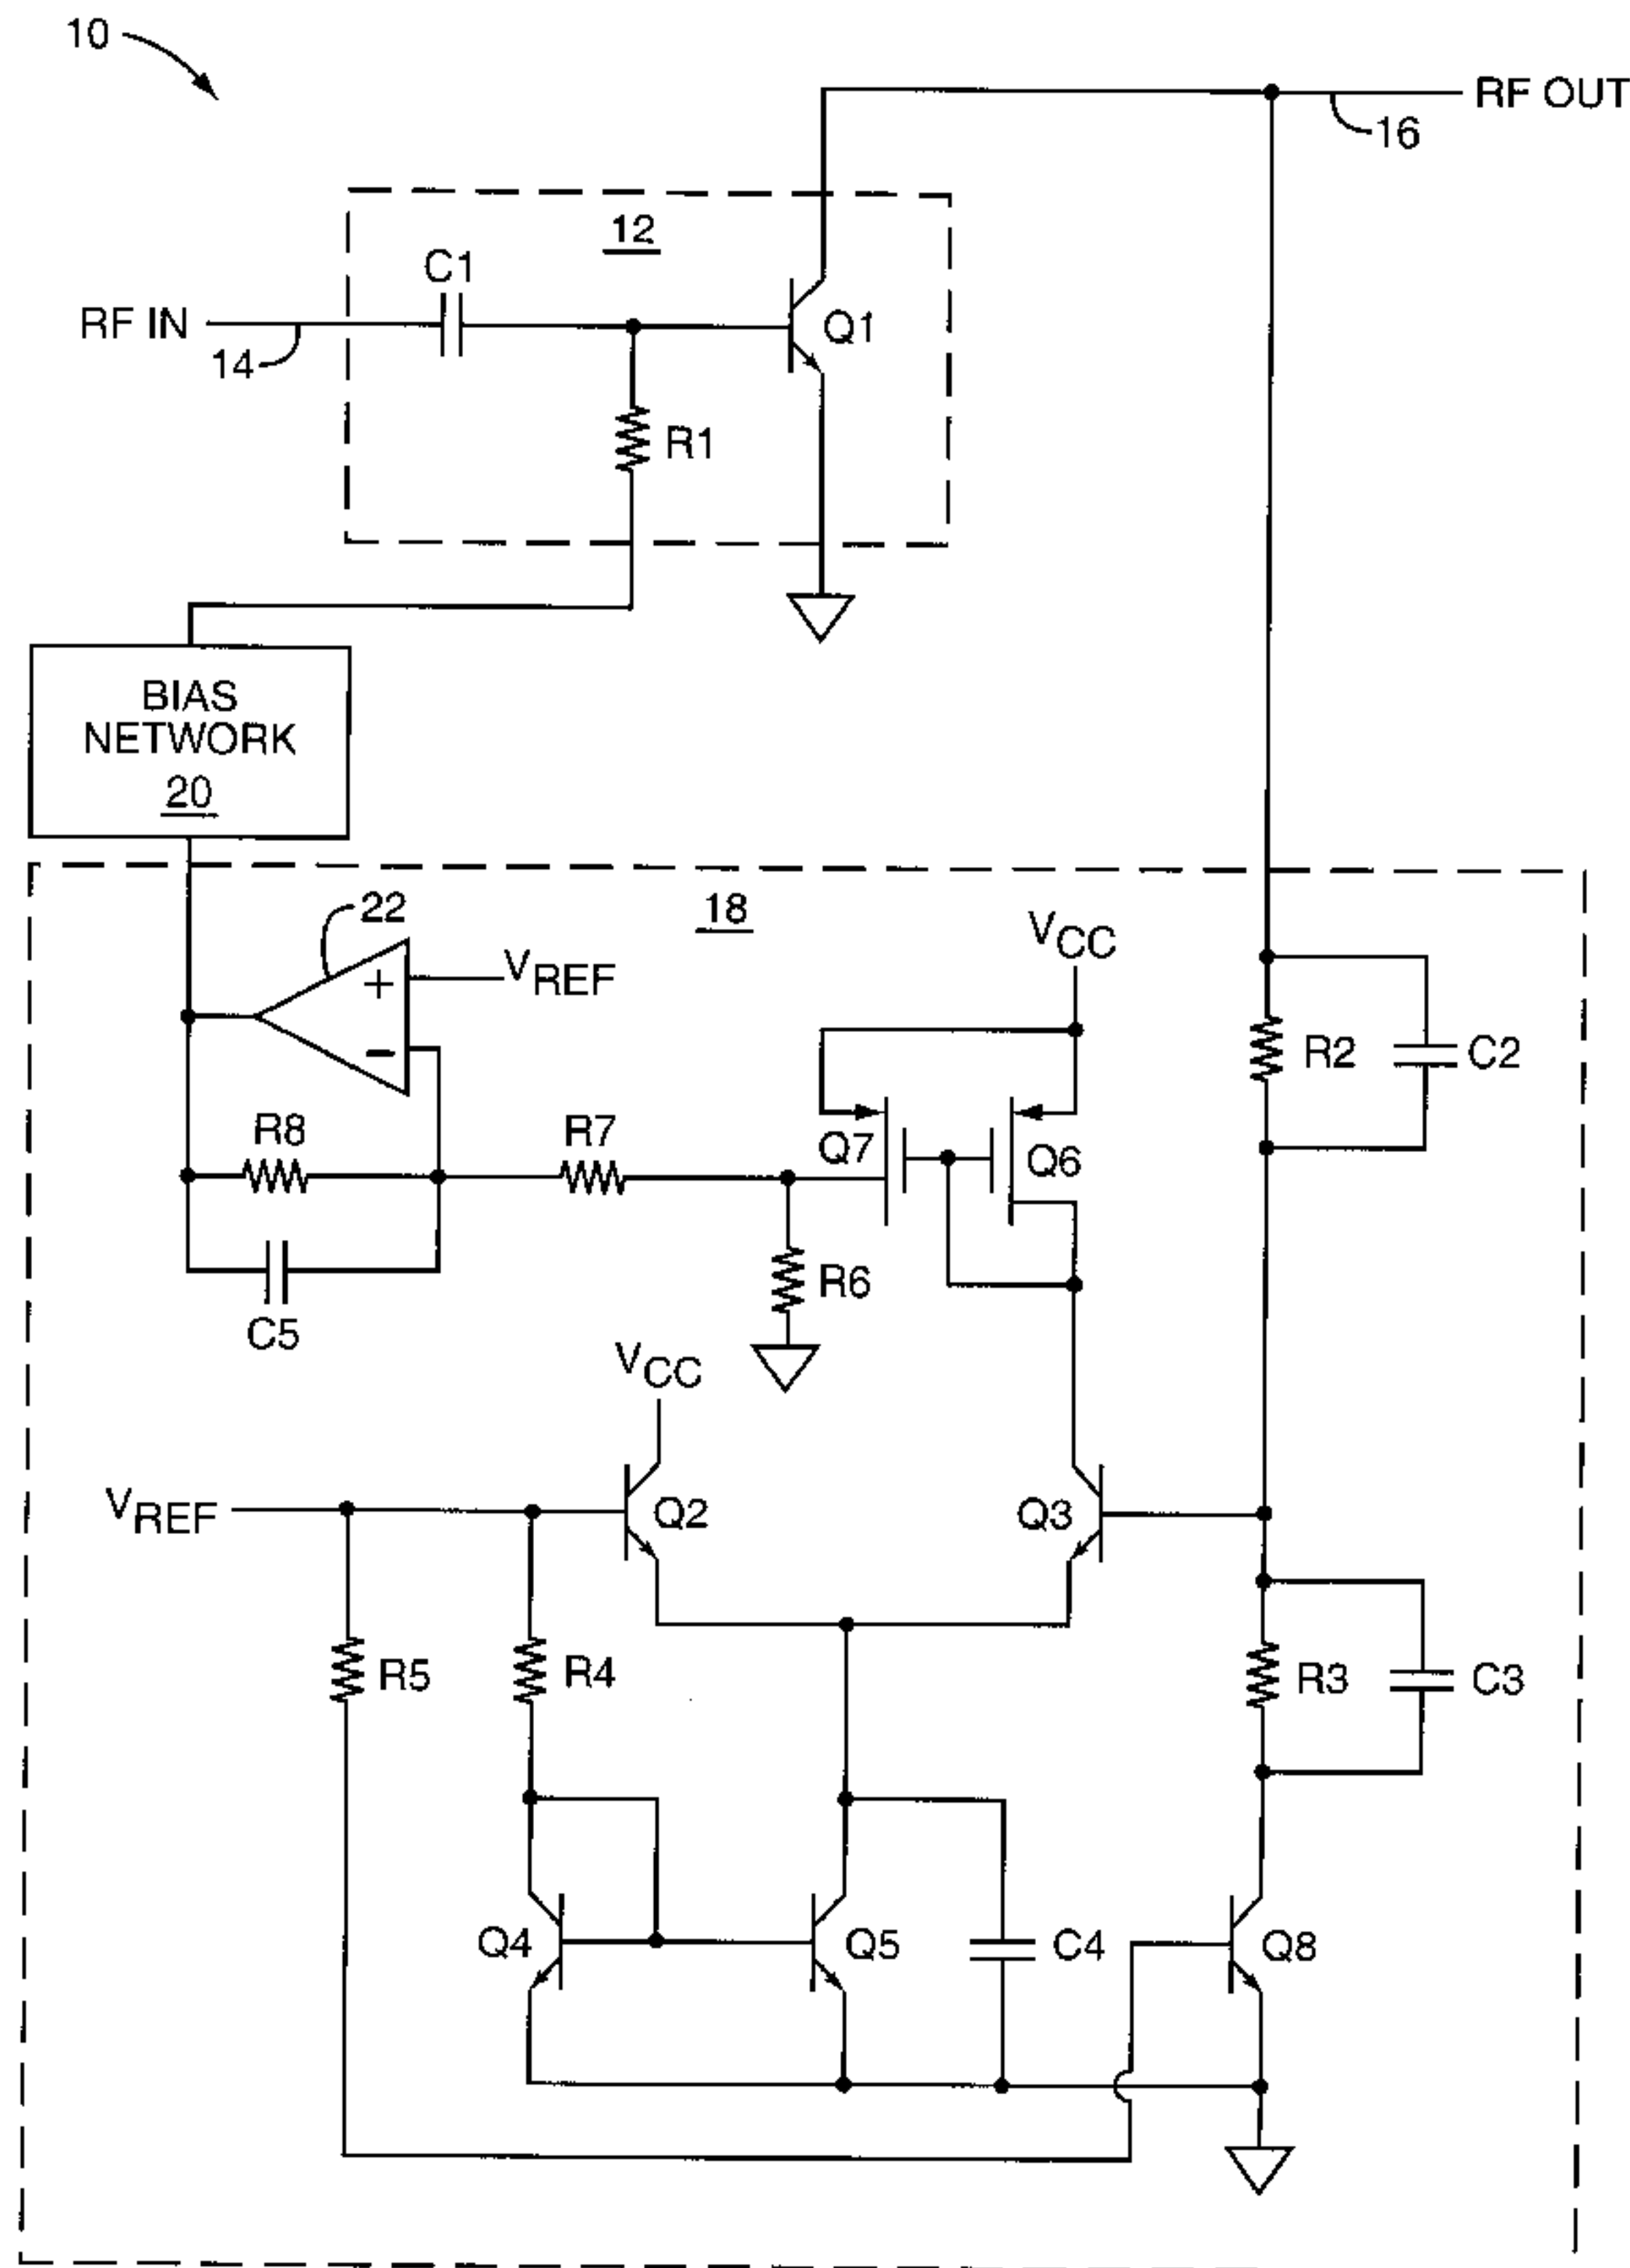 10
RF OUT
16
12
C1
RF IN
Q1
14
R1
BIAS
NETWORK
20
22
18
VCC
+
VREF
-
R2
C2
R8
R7
Q7
Q6
R6
C5
VCC
VREF
Q2
Q3
R5
R4
R3
C3
Q4
Q5
C4
Q8